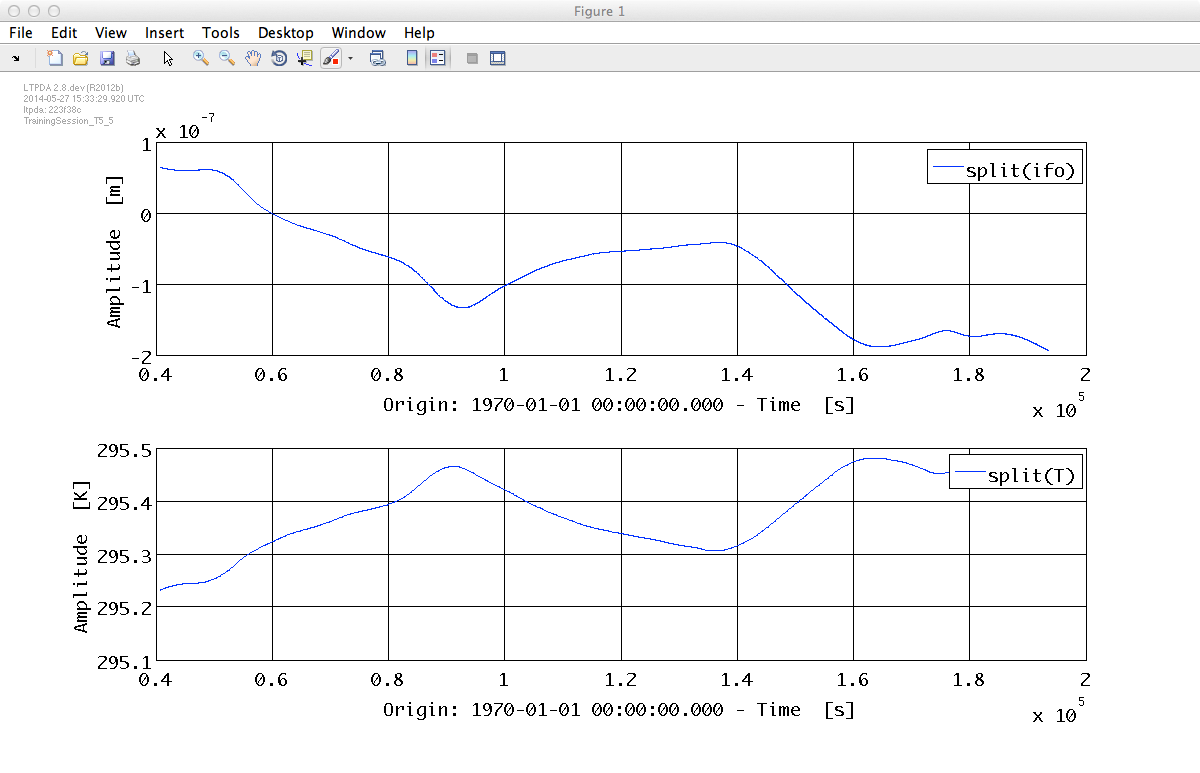 Figure 1
File Edit View Insert Tools Desktop Window Help
LTPDA 2.8.dev (R2012b)
2014-05-27 15:33:29.920 UTC
ltpda: 223f38c
TrainingSession_T5_5
x 10^-7
1
0
-1
-2
Amplitude [m]
split(ifo)
0.4 0.6 0.8 1 1.2 1.4 1.6 1.8 2
Origin: 1970-01-01 00:00:00.000 - Time [s]
x 10^5
295.5
295.4
295.3
295.2
295.1
Amplitude [K]
split(T)
0.4 0.6 0.8 1 1.2 1.4 1.6 1.8 2
Origin: 1970-01-01 00:00:00.000 - Time [s]
x 10^5